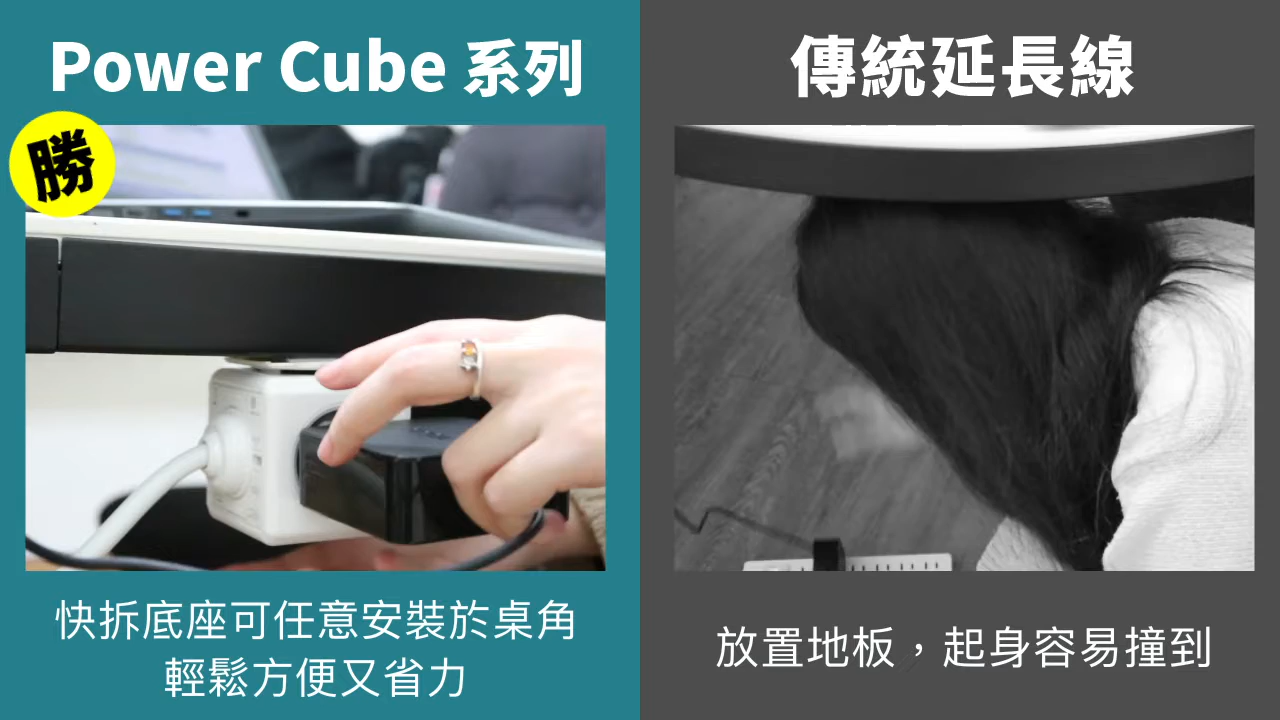 Power Cube 系列
勝
快拆底座可任意安裝於桌角
輕鬆方便又省力
傳統延長線
放置地板，起身容易撞到